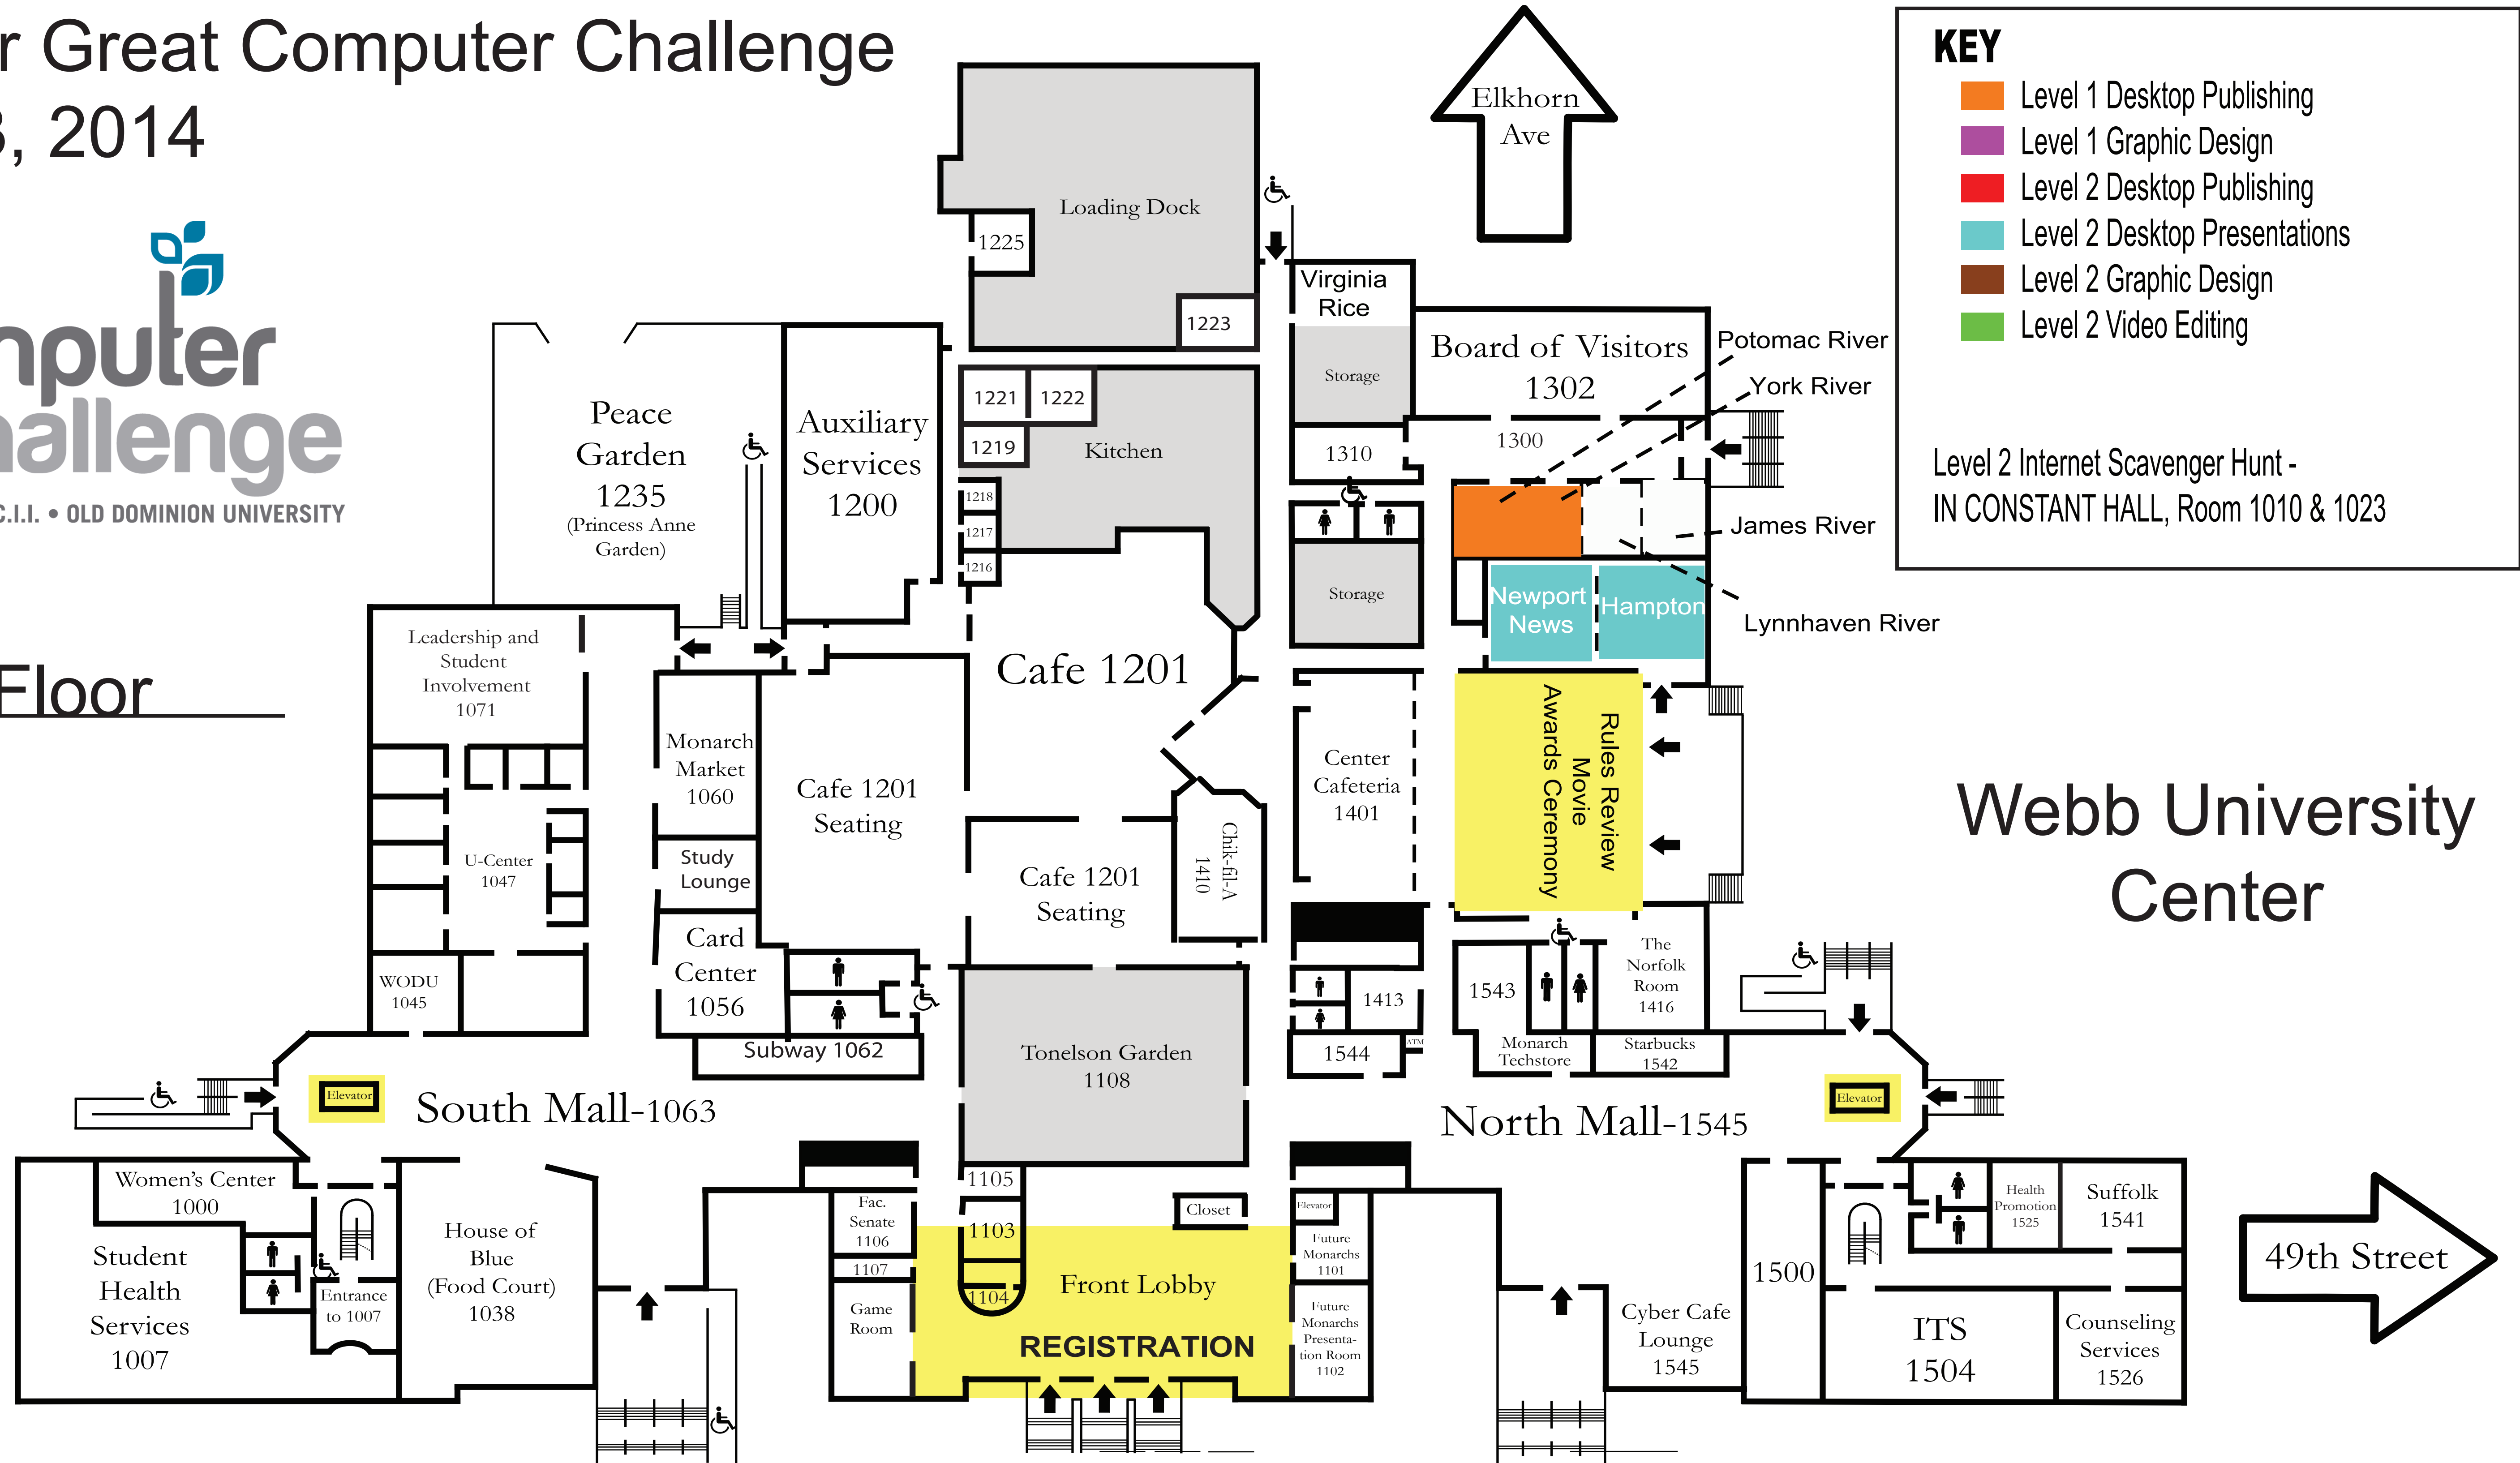 r Great Computer Challenge
3, 2014
nputer
hallenge
C.I.I. • OLD DOMINION UNIVERSITY
Floor
Elkhorn
Ave
KEY
Level 1 Desktop Publishing
Level 1 Graphic Design
Level 2 Desktop Publishing
Level 2 Desktop Presentations
Level 2 Graphic Design
Level 2 Video Editing
Level 2 Internet Scavenger Hunt -
IN CONSTANT HALL, Room 1010 & 1023
Loading Dock
1225
1223
Virginia
Rice
Storage
Board of Visitors
1302
Potomac River
York River
James River
Lynnhaven River
1300
1310
Peace
Garden
1235
(Princess Anne
Garden)
Auxiliary
Services
1200
1221
1222
1219
Kitchen
1218
1217
1216
Storage
Newport
News
Hampton
Leadership and
Student
Involvement
1071
Cafe 1201
Monarch
Market
1060
Cafe 1201
Seating
Center
Cafeteria
1401
Rules Review
Movie
Awards Ceremony
Webb University
Center
U-Center
1047
Study
Lounge
Cafe 1201
Seating
Chik-fil-A
1410
Card
Center
1056
WODU
1045
Subway 1062
1413
1543
The
Norfolk
Room
1416
Tonelson Garden
1108
1544
ATM
Monarch
Techstore
Starbucks
1542
Elevator
South Mall-1063
North Mall-1545
Elevator
Women's Center
1000
Student
Health
Services
1007
Entrance
to 1007
House of
Blue
(Food Court)
1038
Fac.
Senate
1106
1107
Game
Room
1105
1103
1104
Closet
Front Lobby
REGISTRATION
Elevator
Future
Monarchs
1101
Future
Monarchs
Presenta-
tion Room
1102
Cyber Cafe
Lounge
1545
1500
Health
Promotion
1525
Suffolk
1541
ITS
1504
Counseling
Services
1526
49th Street